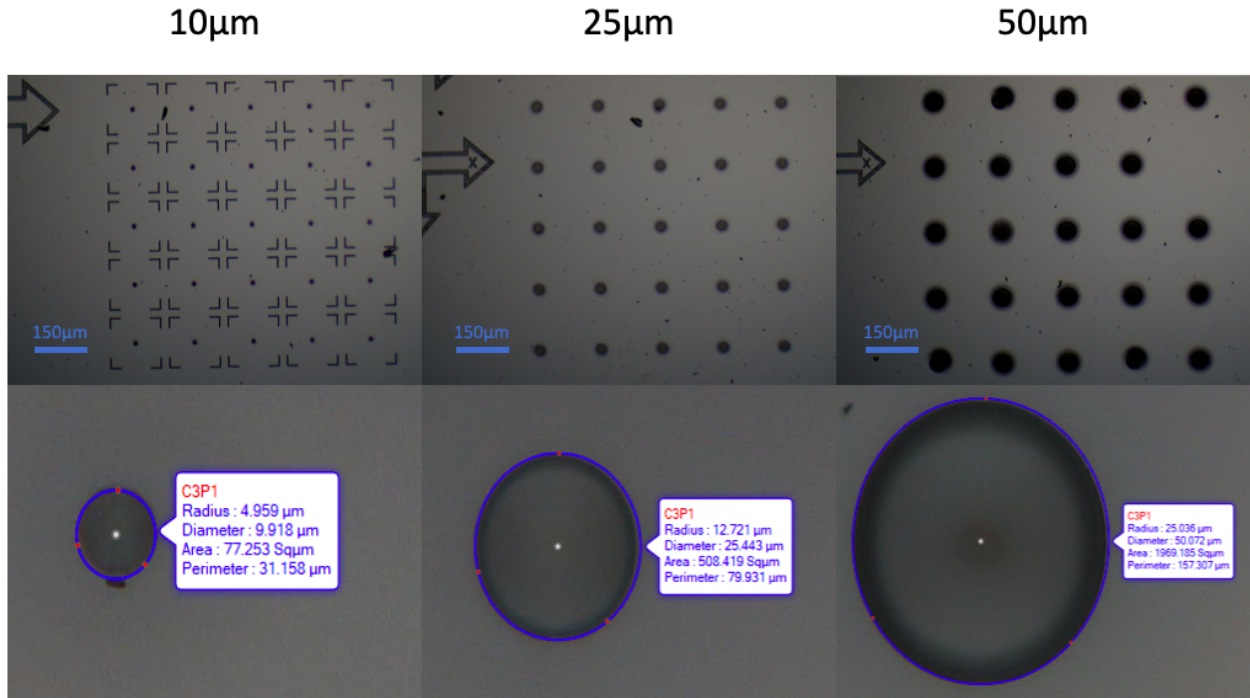 10µm
25µm
50µm
150µm
150µm
150µm
C3P1
Radius : 4.959 µm
Diameter : 9.918 µm
Area : 77.253 Sqµm
Perimeter : 31.158 µm
C3P1
Radius : 12.721 µm
Diameter : 25.443 µm
Area : 508.419 Sqµm
Perimeter : 79.931 µm
C3P1
Radius : 25.036 µm
Diameter : 50.072 µm
Area : 1969.185 Sqµm
Perimeter : 157.307 µm